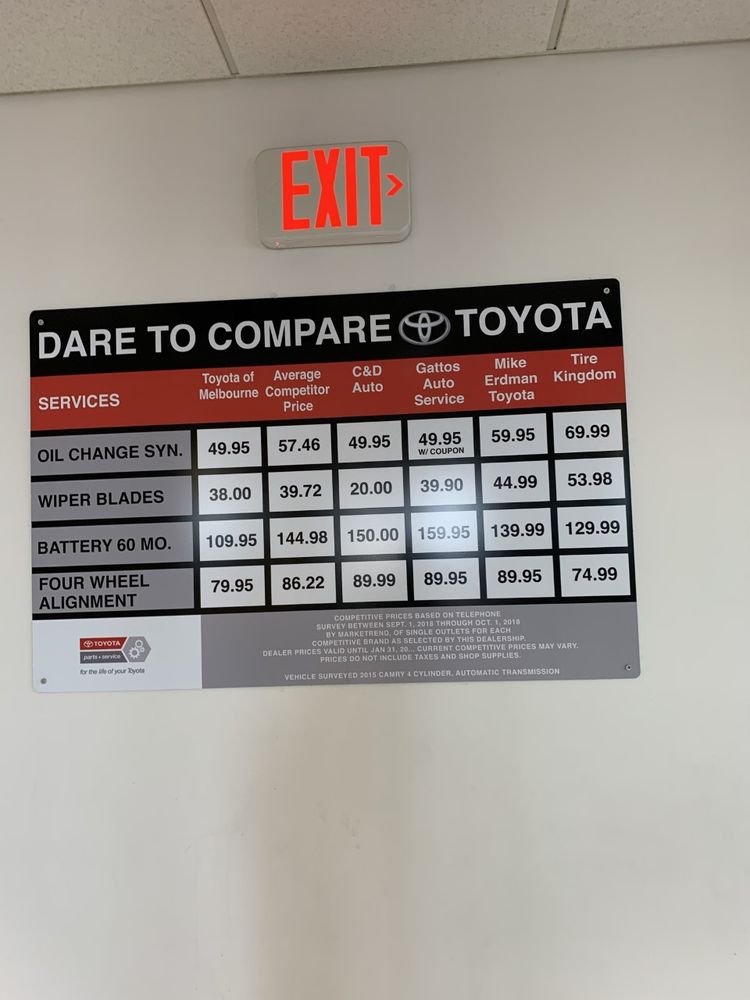 EXIT >
DARE TO COMPARE TOYOTA
SERVICES
Toyota of Melbourne
Average Competitor Price
C&D Auto
Gattos Auto Service
Mike Erdman Toyota
Tire Kingdom
OIL CHANGE SYN. 49.95 57.46 49.95 49.95 W/ COUPON 59.95 69.99
WIPER BLADES 38.00 39.72 20.00 39.90 44.99 53.98
BATTERY 60 MO. 109.95 144.98 150.00 159.95 139.99 129.99
FOUR WHEEL ALIGNMENT 79.95 86.22 89.99 89.95 89.95 74.99
TOYOTA
parts + service
for the life of your Toyota
COMPETITIVE PRICES BASED ON TELEPHONE
SURVEY BETWEEN SEPT. 1, 2018 THROUGH OCT. 1, 2018
BY MARKETREND, OF SINGLE OUTLETS FOR EACH
COMPETITIVE BRAND AS SELECTED BY THIS DEALERSHIP.
DEALER PRICES VALID UNTIL JAN 31, 20... CURRENT COMPETITIVE PRICES MAY VARY.
PRICES DO NOT INCLUDE TAXES AND SHOP SUPPLIES.
VEHICLE SURVEYED 2015 CAMRY 4 CYLINDER, AUTOMATIC TRANSMISSION